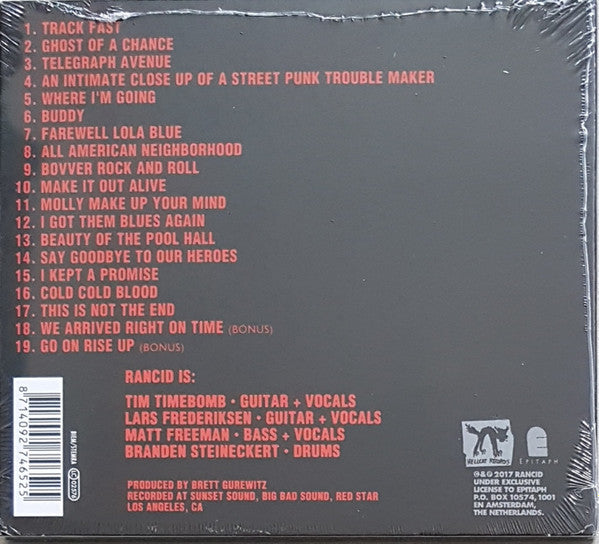 1. TRACK FAST
2. GHOST OF A CHANCE
3. TELEGRAPH AVENUE
4. AN INTIMATE CLOSE UP OF A STREET PUNK TROUBLE MAKER
5. WHERE I'M GOING
6. BUDDY
7. FAREWELL LOLA BLUE
8. ALL AMERICAN NEIGHBORHOOD
9. BOVVER ROCK AND ROLL
10. MAKE IT OUT ALIVE
11. MOLLY MAKE UP YOUR MIND
12. I GOT THEM BLUES AGAIN
13. BEAUTY OF THE POOL HALL
14. SAY GOODBYE TO OUR HEROES
15. I KEPT A PROMISE
16. COLD COLD BLOOD
17. THIS IS NOT THE END
18. WE ARRIVED RIGHT ON TIME (BONUS)
19. GO ON RISE UP (BONUS)
RANCID IS:
TIM TIMEBOMB • GUITAR + VOCALS
LARS FREDERIKSEN • GUITAR + VOCALS
MATT FREEMAN • BASS + VOCALS
BRANDEN STEINECKERT • DRUMS
PRODUCED BY BRETT GUREWITZ
RECORDED AT SUNSET SOUND, BIG BAD SOUND, RED STAR
LOS ANGELES, CA
8 714092 746525
BIEM/STEMRA
LC 02576
HELLCAT RECORDS
EPITAPH
℗&© 2017 RANCID
UNDER EXCLUSIVE
LICENSE TO EPITAPH
P.O. BOX 10574, 1001
EN AMSTERDAM,
THE NETHERLANDS.